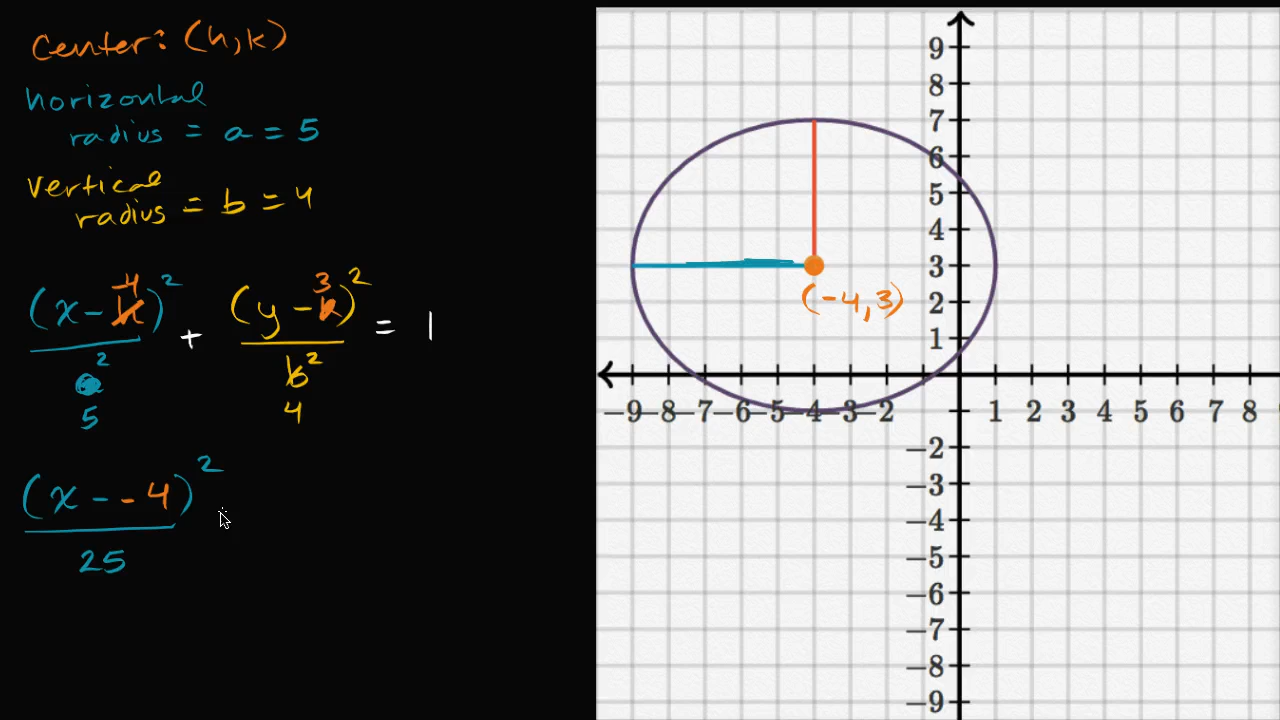 center: (h,k)
horizontal
radius = a = 5
vertical
radius = b = 4
-4 2 3 2
(x - ) + (y - k) = 1
2 b²
5 4
(x - - 4)²
25
9
8
7
6
5
4
3
(-4,3)
2
1
-9 -8 -7 -6 -5 -4 -3 -2 1 2 3 4 5 6 7 8
-2
-3
-4
-5
-6
-7
-8
-9